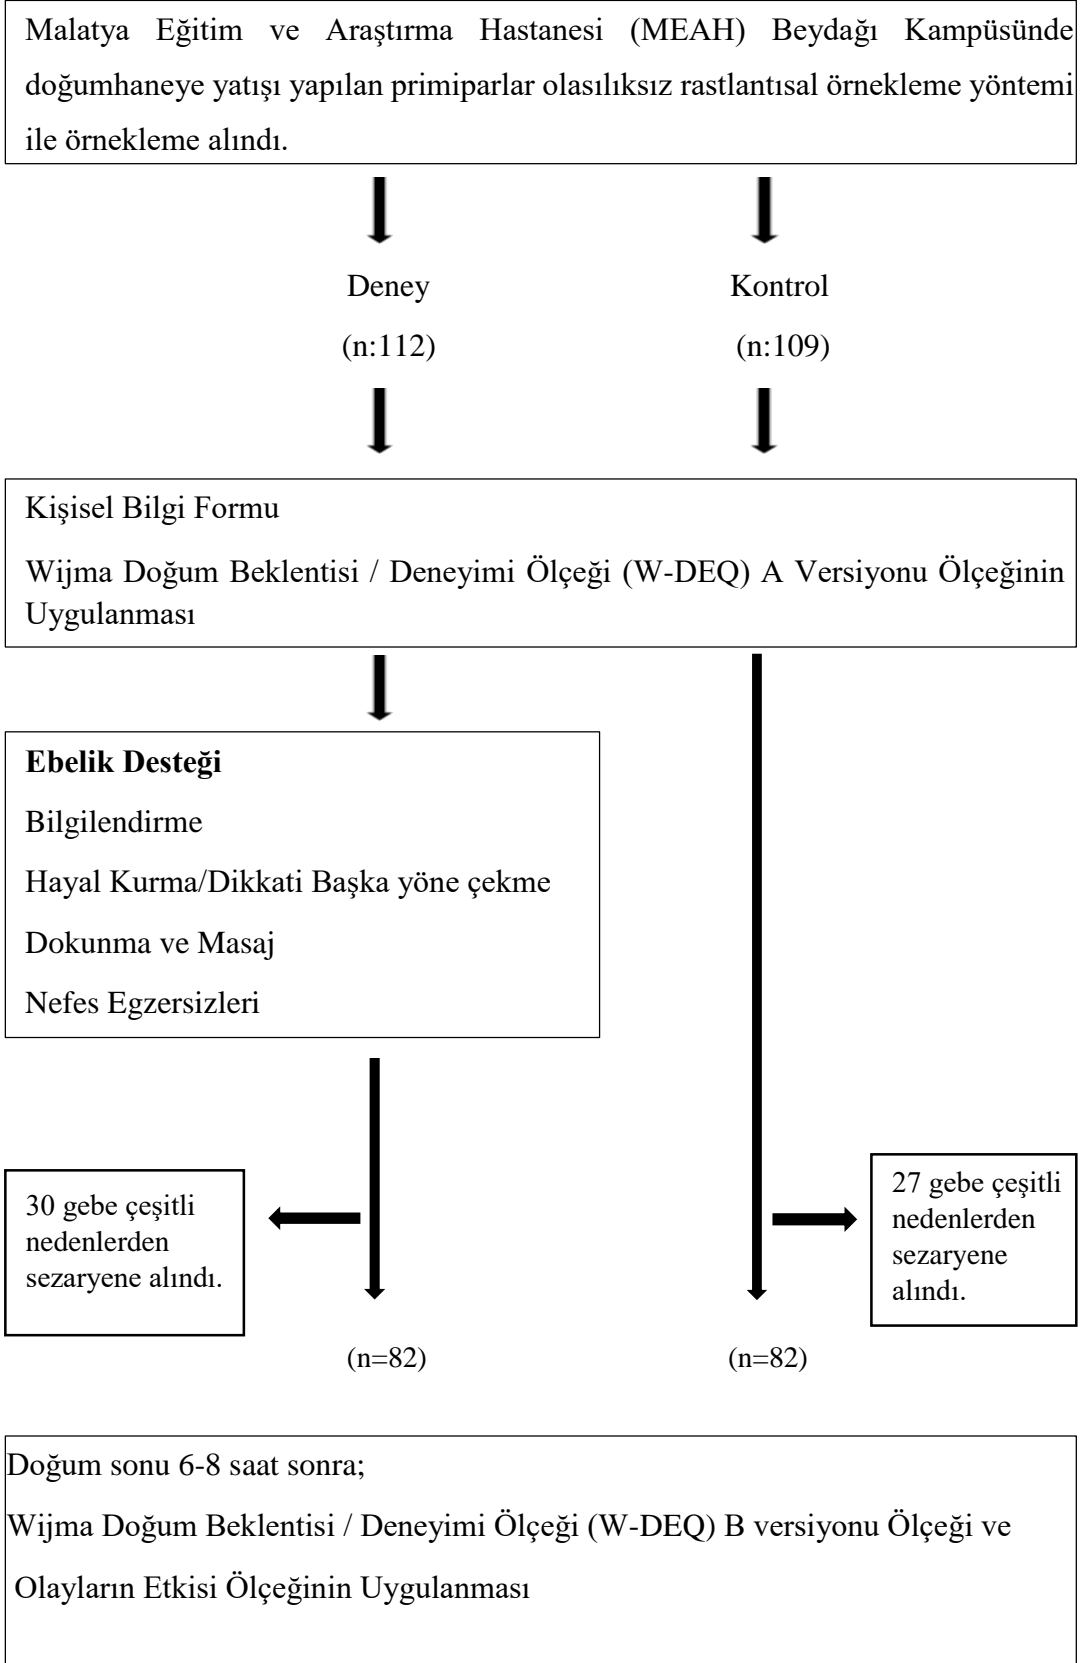 Malatya Eğitim ve Araştırma Hastanesi (MEAH) Beydağı Kampüsünde
doğumhaneye yatışı yapılan primiparlar olasılıksız rastlantısal örnekleme yöntemi
ile örnekleme alındı.
Deney
Kontrol
(n:112)
(n:109)
Kişisel Bilgi Formu
Wijma Doğum Beklentisi / Deneyimi Ölçeği (W-DEQ) A Versiyonu Ölçeğinin
Uygulanması
Ebelik Desteği
Bilgilendirme
Hayal Kurma/Dikkati Başka yöne çekme
Dokunma ve Masaj
Nefes Egzersizleri
30 gebe çeşitli
nedenlerden
sezaryene alındı.
27 gebe çeşitli
nedenlerden
sezaryene
alındı.
(n=82)
(n=82)
Doğum sonu 6-8 saat sonra;
Wijma Doğum Beklentisi / Deneyimi Ölçeği (W-DEQ) B versiyonu Ölçeği ve
Olayların Etkisi Ölçeğinin Uygulanması